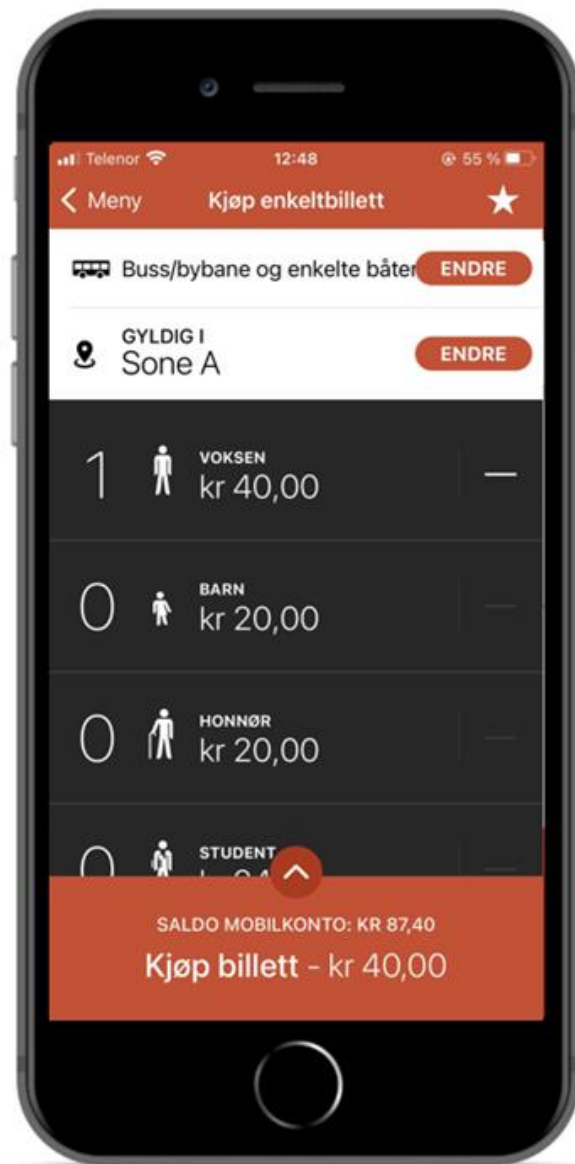 Telenor 12:48 55 %
Meny Kjøp enkeltbillett
Buss/bybane og enkelte båter ENDRE
GYLDIG I
Sone A ENDRE
1 VOKSEN
kr 40,00
0 BARN
kr 20,00
0 HONNØR
kr 20,00
0 STUDENT
SALDO MOBILKONTO: KR 87,40
Kjøp billett - kr 40,00